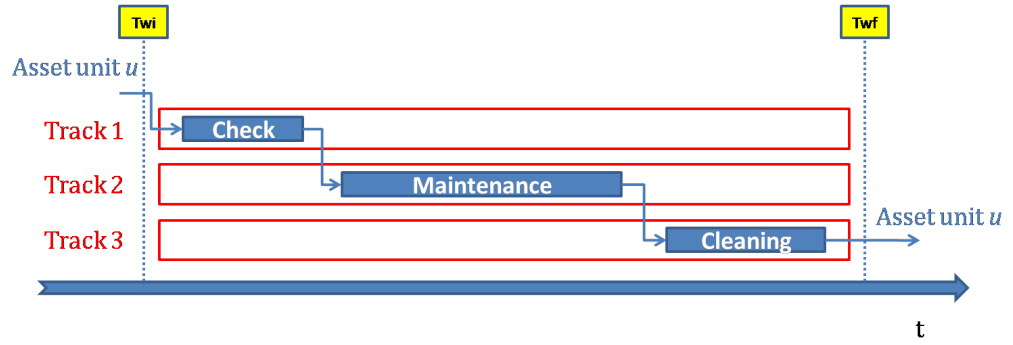 Twi
Twf
Asset unit u
Track 1
Check
Track 2
Maintenance
Asset unit u
Track 3
Cleaning
t